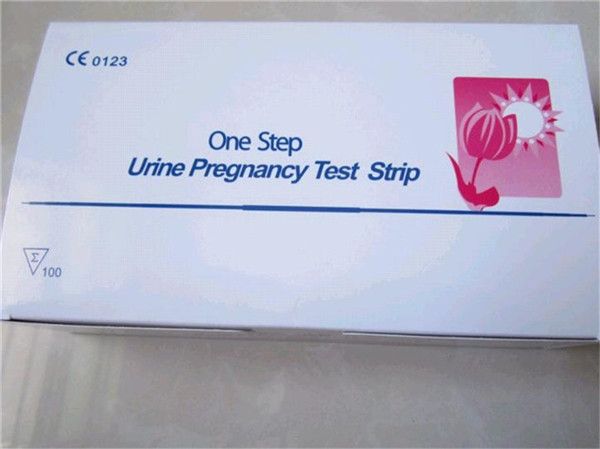 CE 0123
One Step
Urine Pregnancy Test Strip
Σ 100